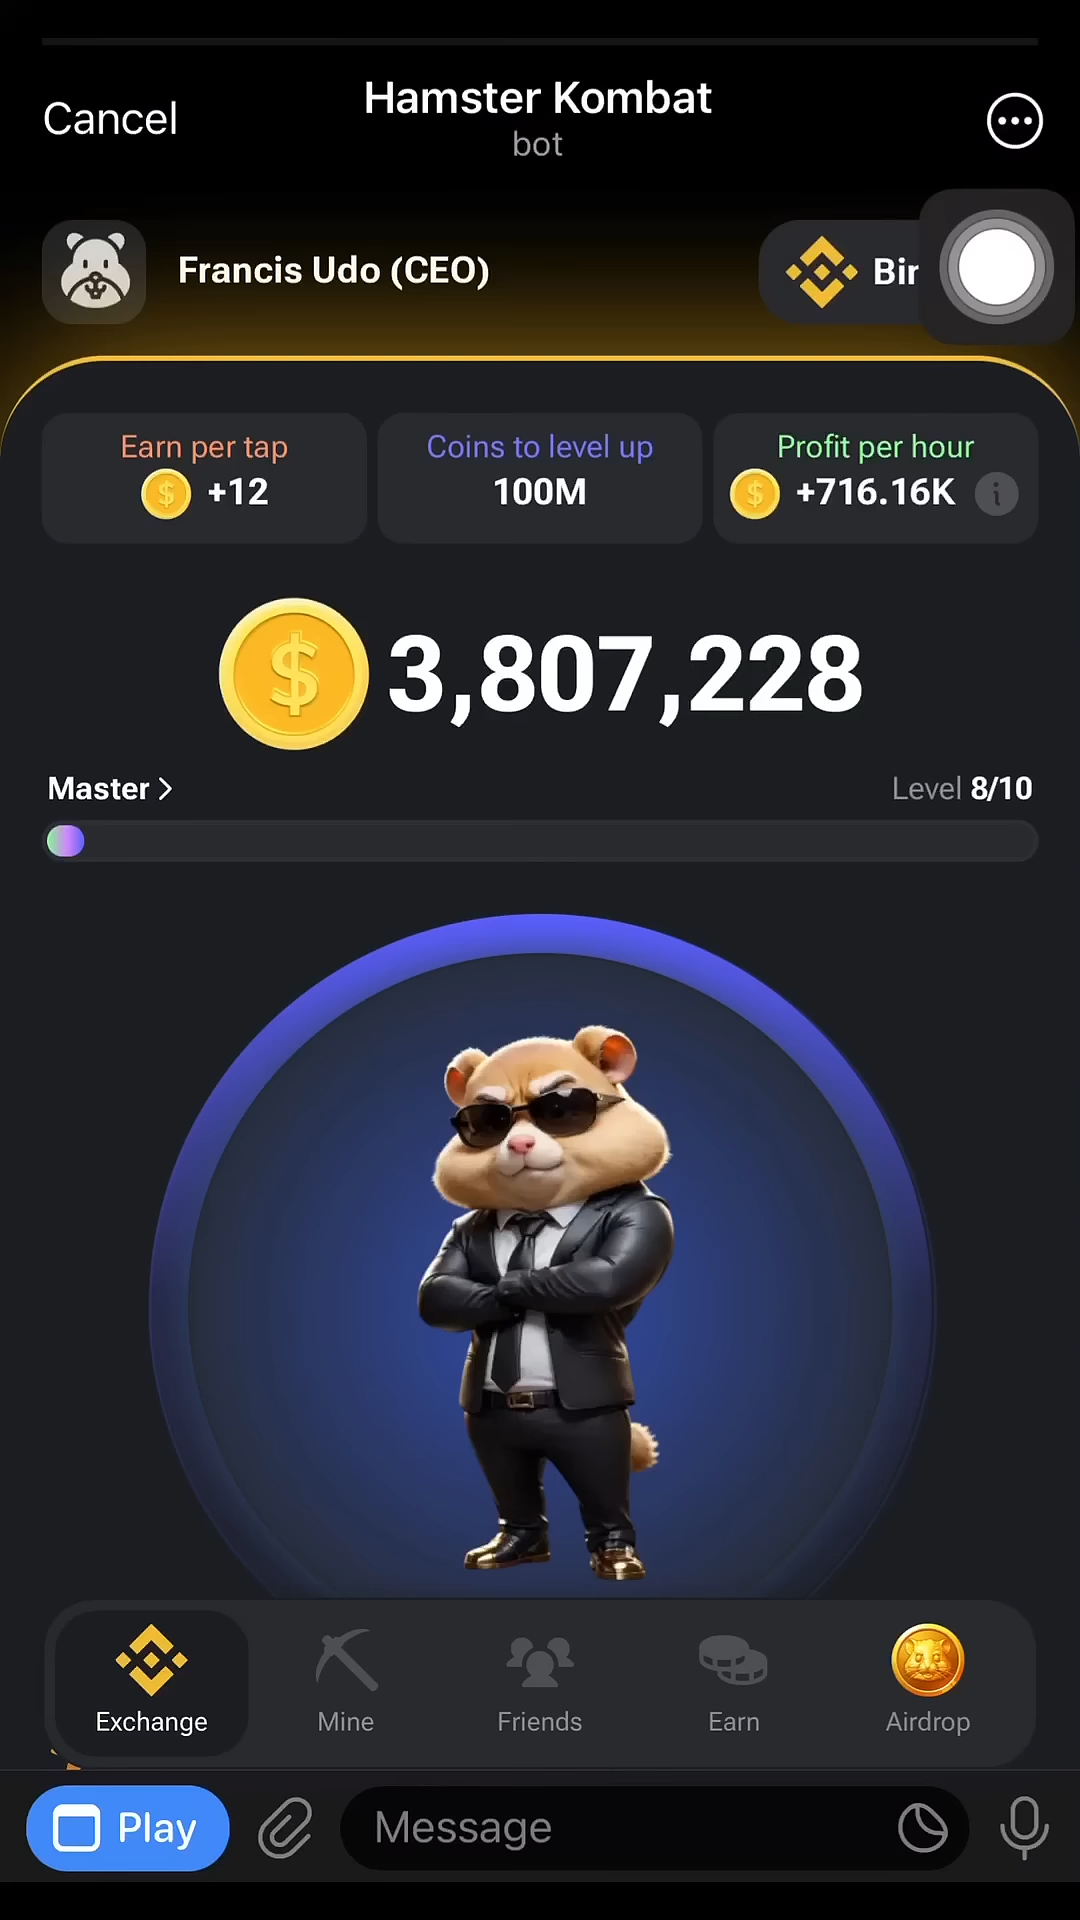 Cancel
Hamster Kombat
bot
Francis Udo (CEO)
Bin
Earn per tap
+12
Coins to level up
100M
Profit per hour
+716.16K
3,807,228
Master >
Level 8/10
Exchange
Mine
Friends
Earn
Airdrop
Play
Message